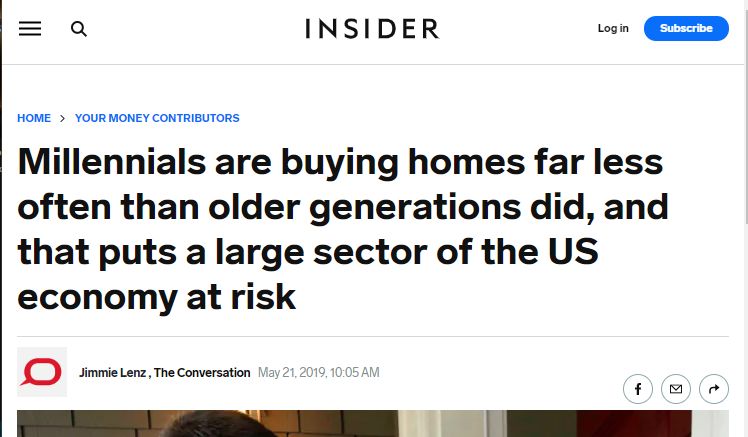 INSIDER
Log in
Subscribe
HOME > YOUR MONEY CONTRIBUTORS
Millennials are buying homes far less
often than older generations did, and
that puts a large sector of the US
economy at risk
Jimmie Lenz , The Conversation May 21, 2019, 10:05 AM